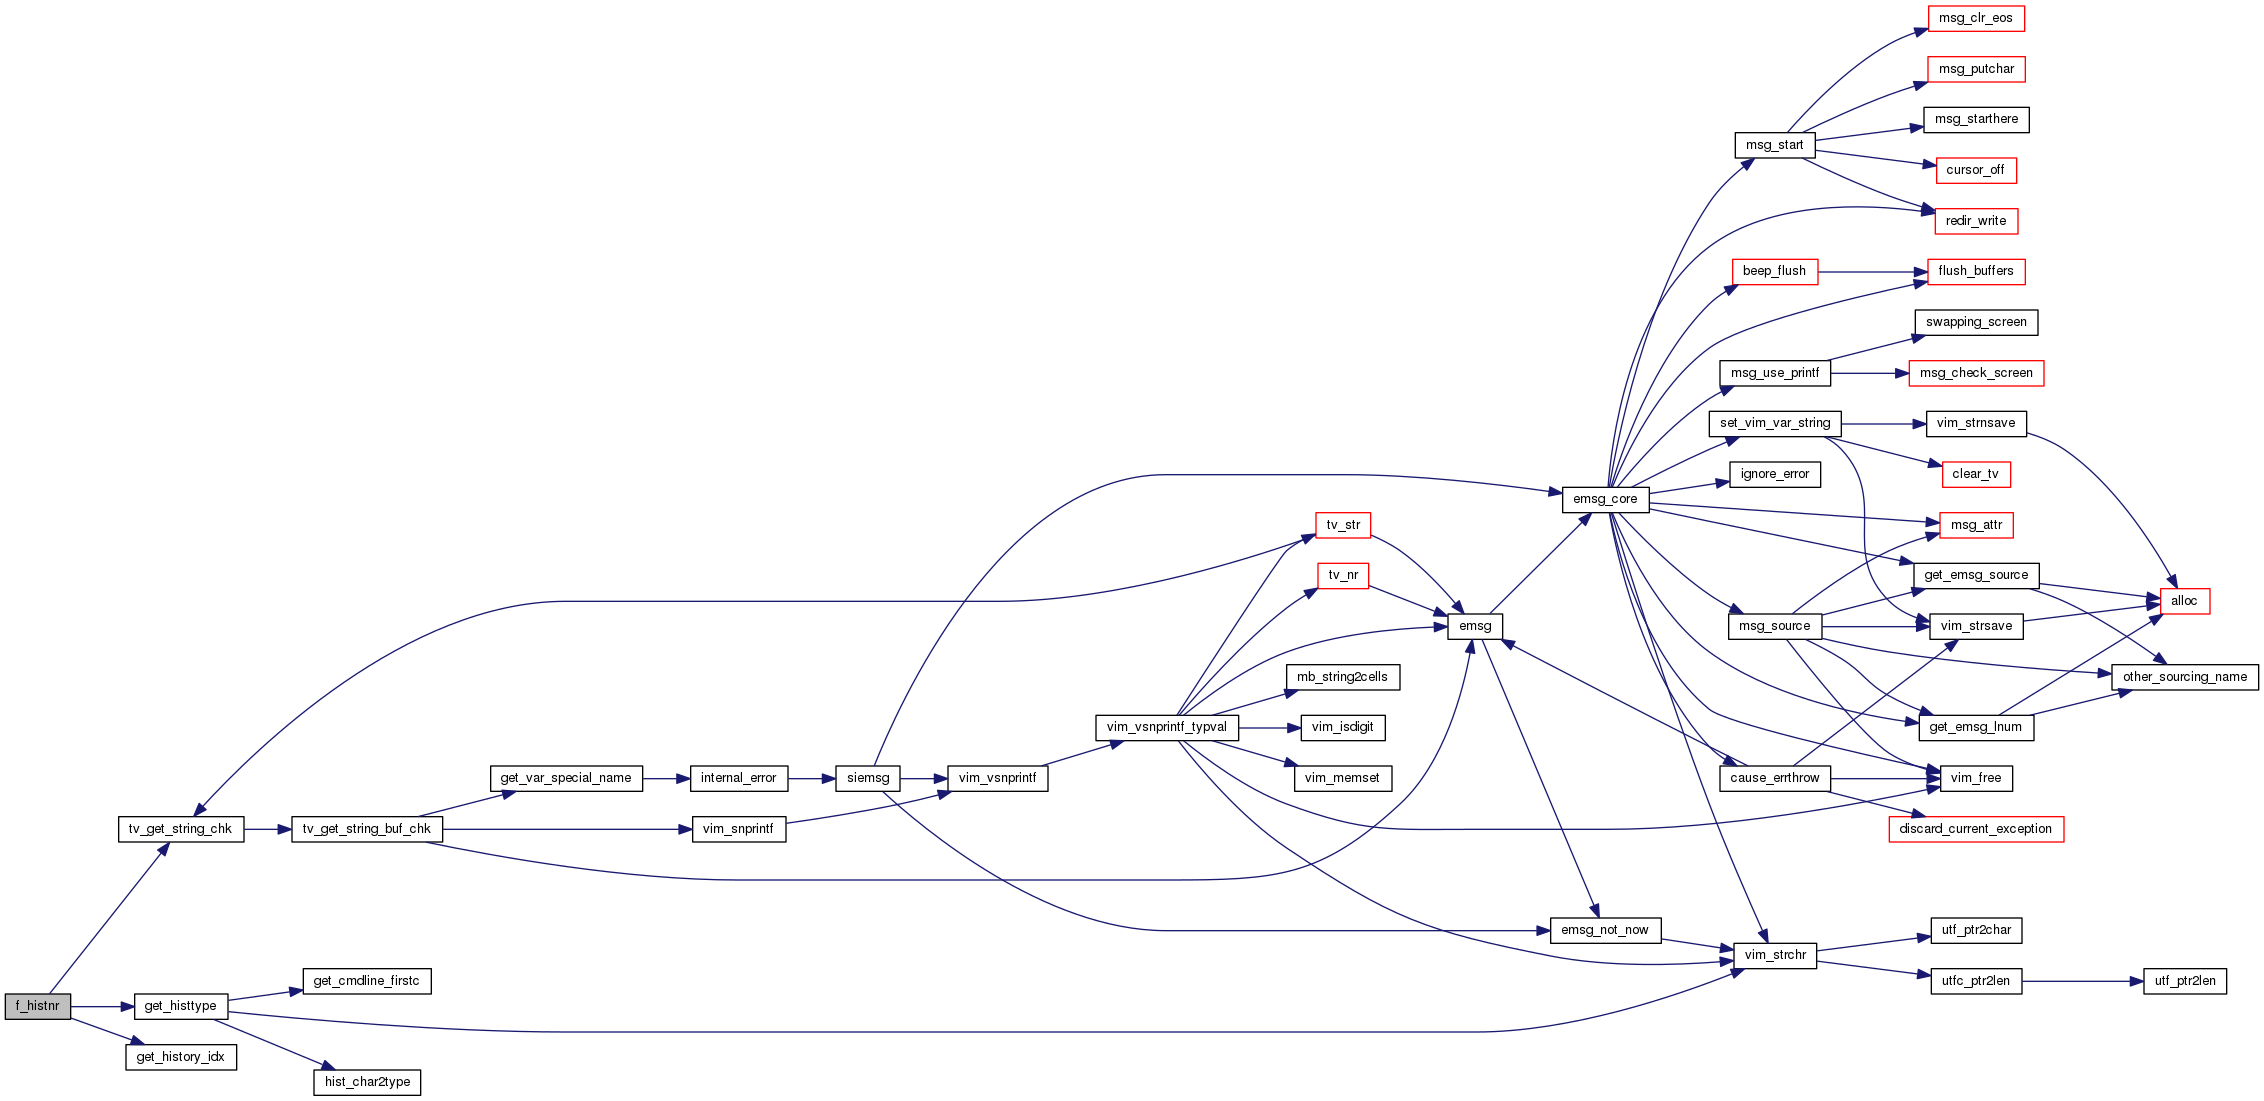 msg_clr_eos
msg_putchar
msg_starthere
msg_start
cursor_off
redir_write
beep_flush
flush_buffers
swapping_screen
msg_use_printf
msg_check_screen
set_vim_var_string
vim_strnsave
ignore_error
clear_tv
emsg_core
tv_str
msg_attr
tv_nr
get_emsg_source
alloc
emsg
msg_source
vim_strsave
mb_string2cells
other_sourcing_name
vim_vsnprintf_typval
vim_isdigit
get_emsg_lnum
get_var_special_name
internal_error
siemsg
vim_vsnprintf
vim_memset
cause_errthrow
vim_free
tv_get_string_chk
tv_get_string_buf_chk
vim_snprintf
discard_current_exception
emsg_not_now
utf_ptr2char
vim_strchr
get_cmdline_firstc
utfc_ptr2len
utf_ptr2len
f_histnr
get_histtype
get_history_idx
hist_char2type